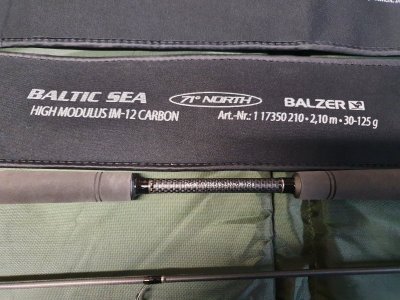 BALTIC SEA 71° NORTH BALZER
HIGH MODULUS IM-12 CARBON Art.-Nr.: 1 17350 210 • 2,10 m • 30-125 g